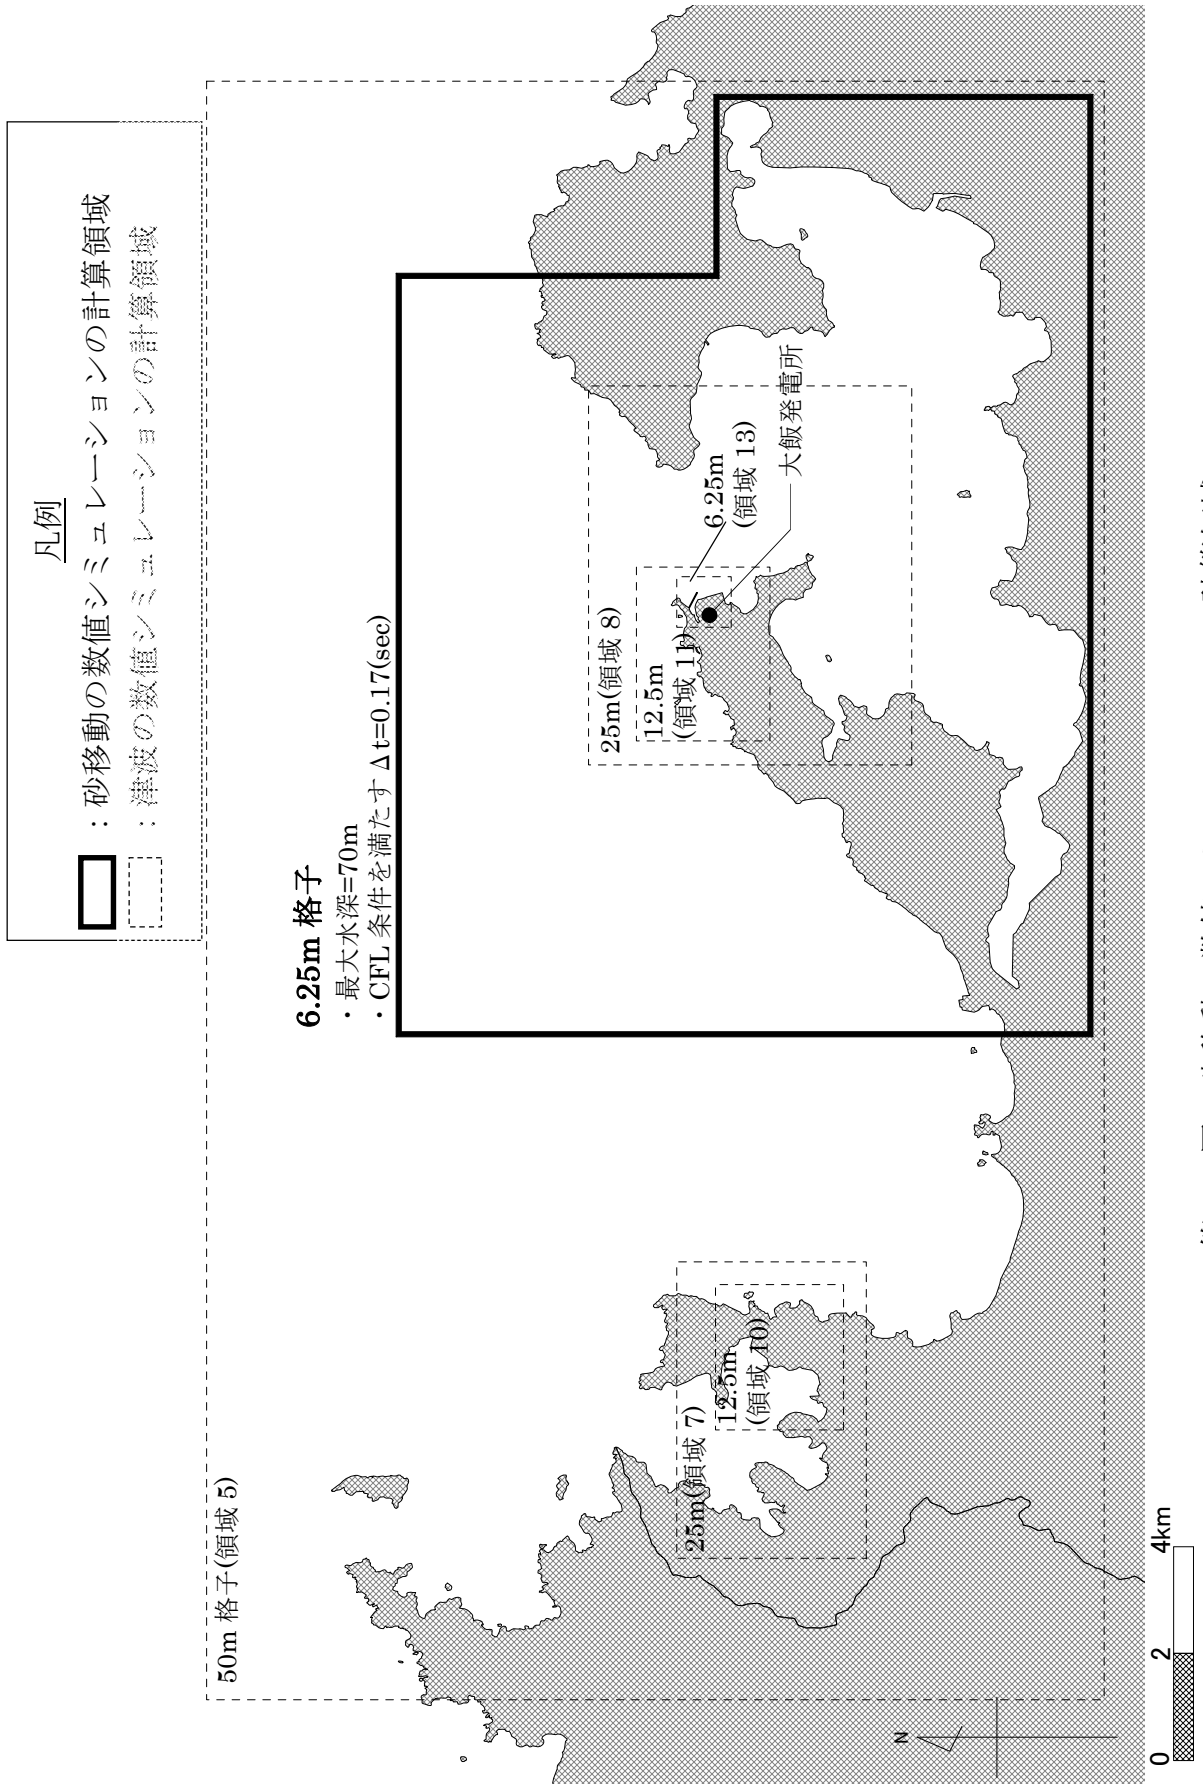 凡例
：砂移動の数値シミュレーションの計算領域
：津波の数値シミュレーションの計算領域
50m 格子(領域 5)
6.25m 格子
・最大水深=70m
・CFL 条件を満たす Δt=0.17(sec)
25m(領域 8)
12.5m
(領域 11)
6.25m
(領域 13)
大飯発電所
25m(領域 7)
12.5m
(領域 10)
N
0
2
4km